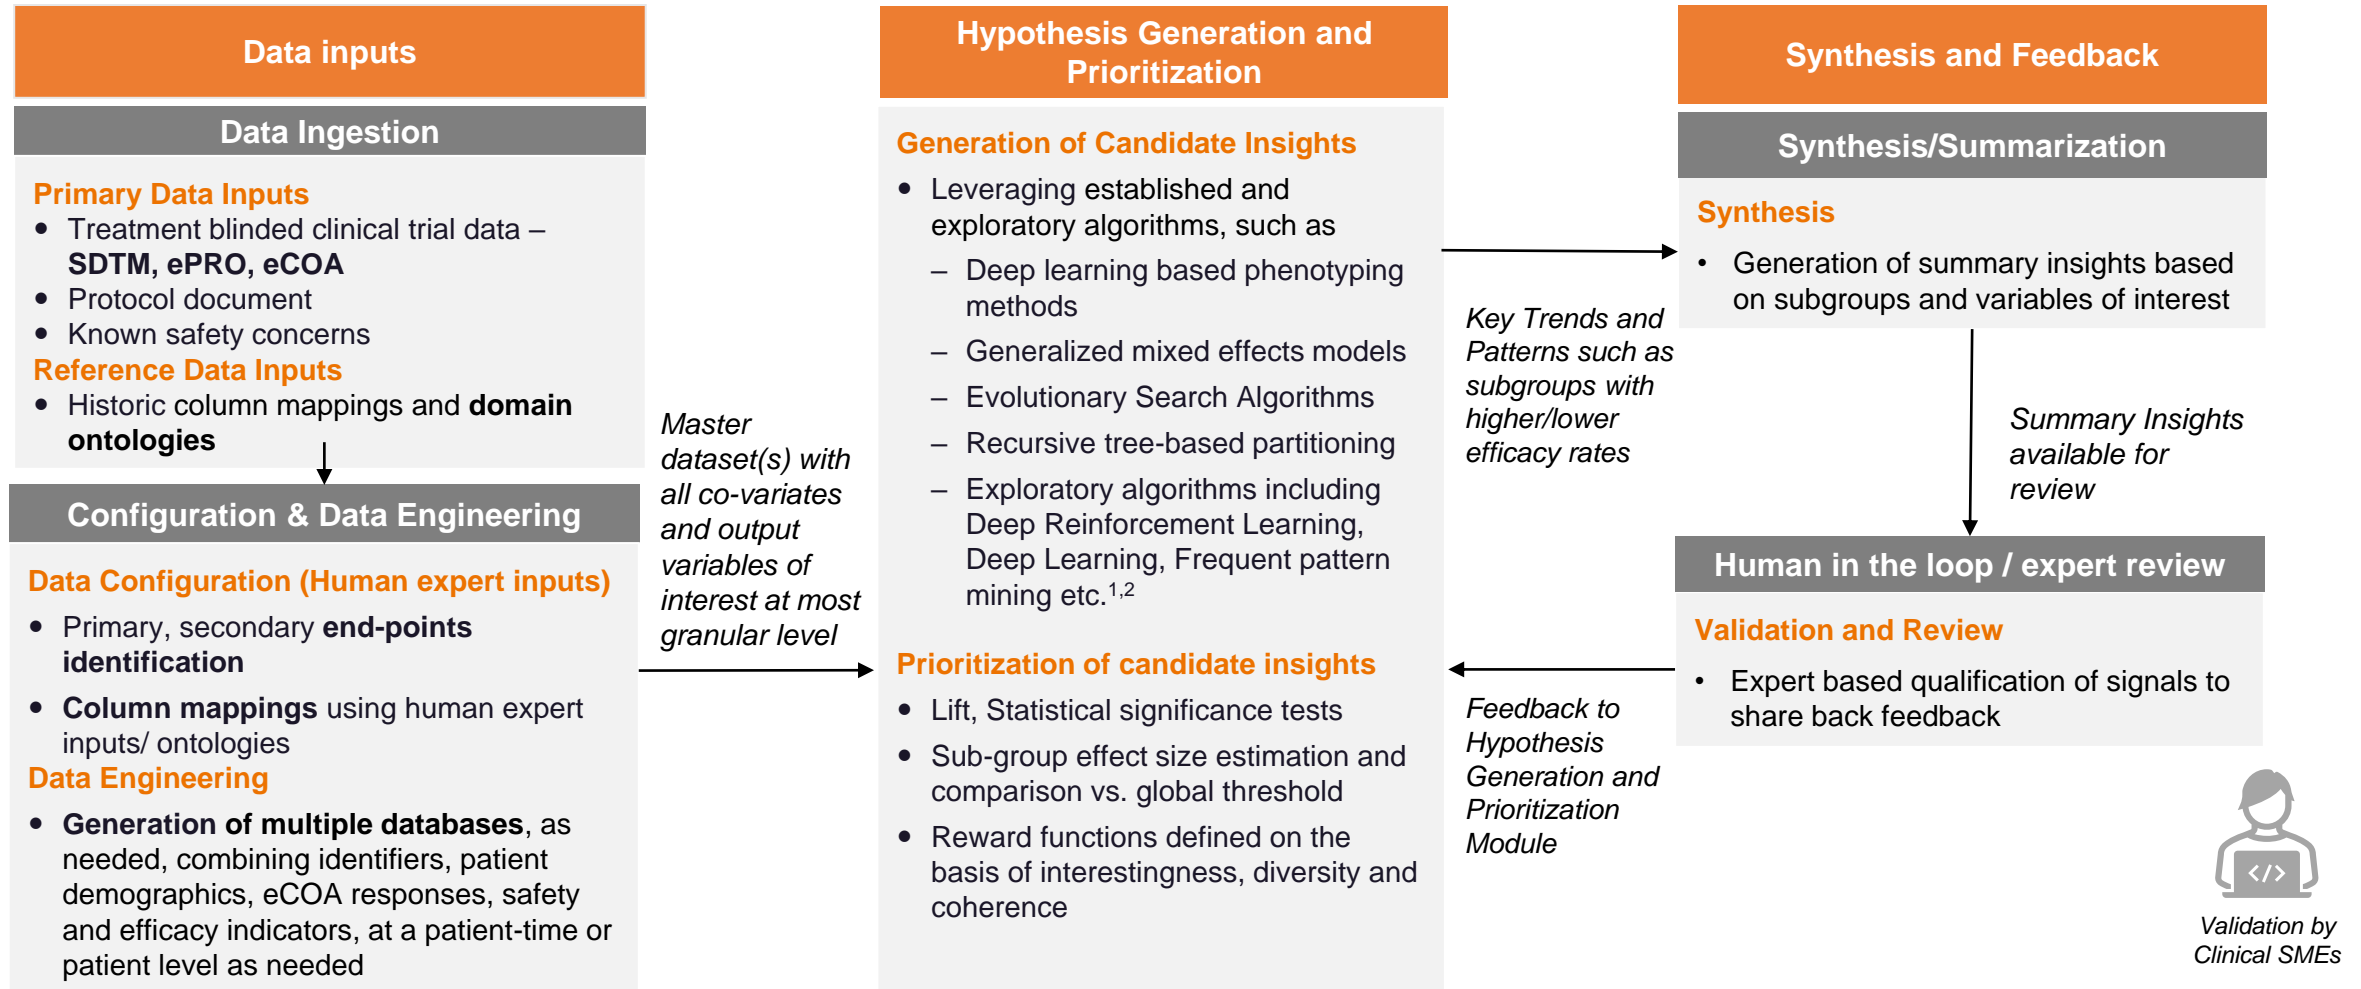 Data inputs
Data Ingestion
Primary Data Inputs
• Treatment blinded clinical trial data –
SDTM, ePRO, eCOA
• Protocol document
• Known safety concerns
Reference Data Inputs
• Historic column mappings and domain
ontologies
Configuration & Data Engineering
Data Configuration (Human expert inputs)
• Primary, secondary end-points
identification
• Column mappings using human expert
inputs/ ontologies
Data Engineering
• Generation of multiple databases, as
needed, combining identifiers, patient
demographics, eCOA responses, safety
and efficacy indicators, at a patient-time or
patient level as needed
Master
dataset(s) with
all co-variates
and output
variables of
interest at most
granular level
Hypothesis Generation and
Prioritization
Generation of Candidate Insights
• Leveraging established and
exploratory algorithms, such as
– Deep learning based phenotyping
methods
– Generalized mixed effects models
– Evolutionary Search Algorithms
– Recursive tree-based partitioning
– Exploratory algorithms including
Deep Reinforcement Learning,
Deep Learning, Frequent pattern
mining etc.1,2
Prioritization of candidate insights
• Lift, Statistical significance tests
• Sub-group effect size estimation and
comparison vs. global threshold
• Reward functions defined on the
basis of interestingness, diversity and
coherence
Key Trends and
Patterns such as
subgroups with
higher/lower
efficacy rates
Feedback to
Hypothesis
Generation and
Prioritization
Module
Synthesis and Feedback
Synthesis/Summarization
Synthesis
• Generation of summary insights based
on subgroups and variables of interest
Summary Insights
available for
review
Human in the loop / expert review
Validation and Review
• Expert based qualification of signals to
share back feedback
</>
Validation by
Clinical SMEs